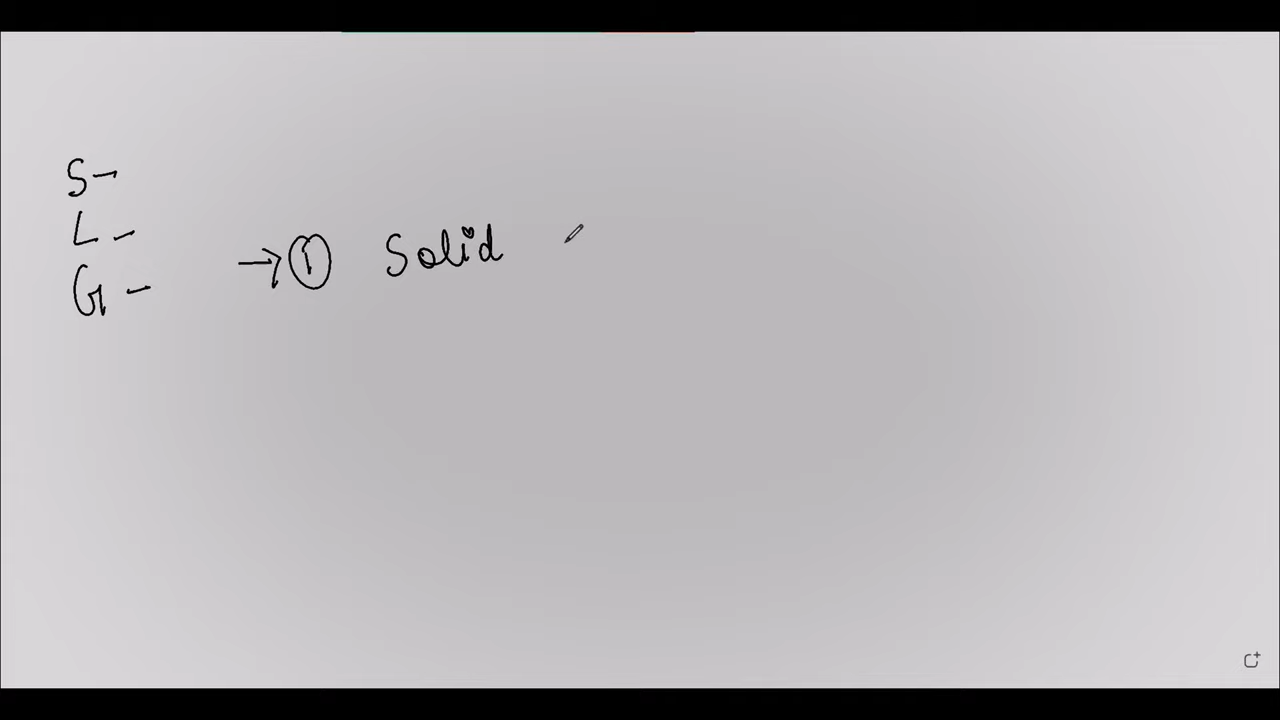 S-
L -
G -
→ ① Solid